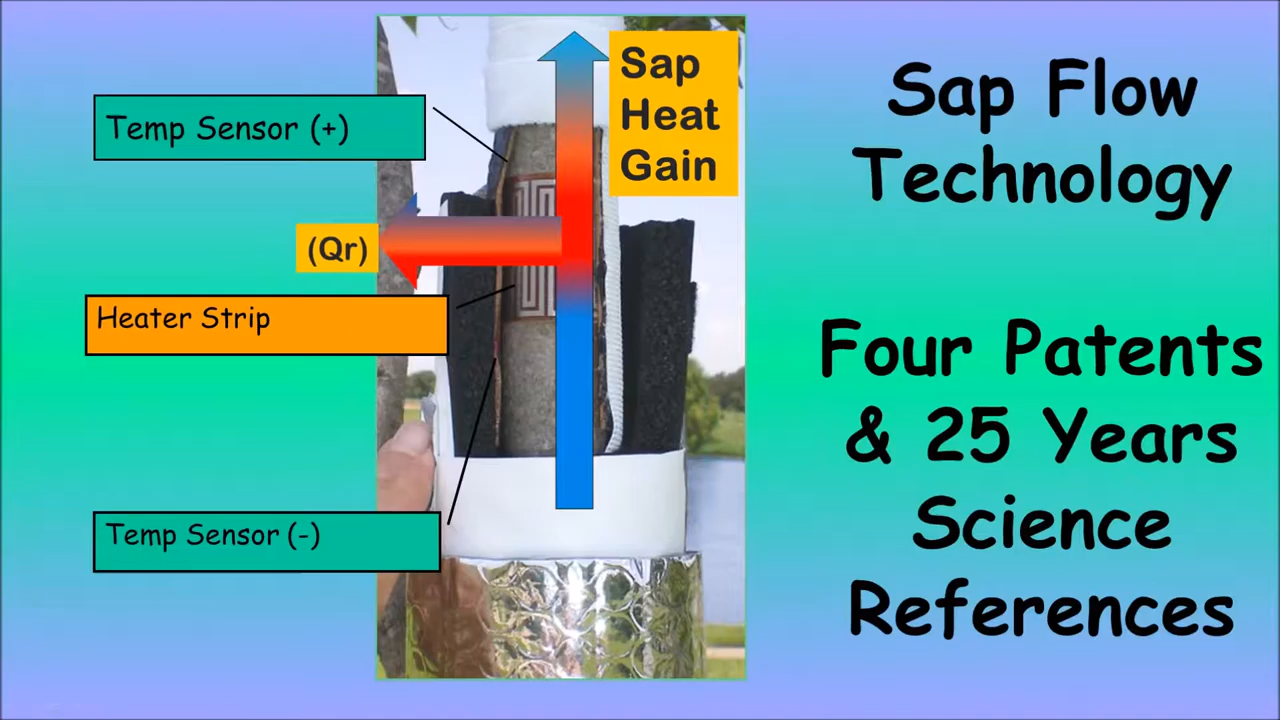 Sap Flow
Technology
Four Patents
& 25 Years
Science
References
Sap
Heat
Gain
Temp Sensor (+)
(Qr)
Heater Strip
Temp Sensor (-)